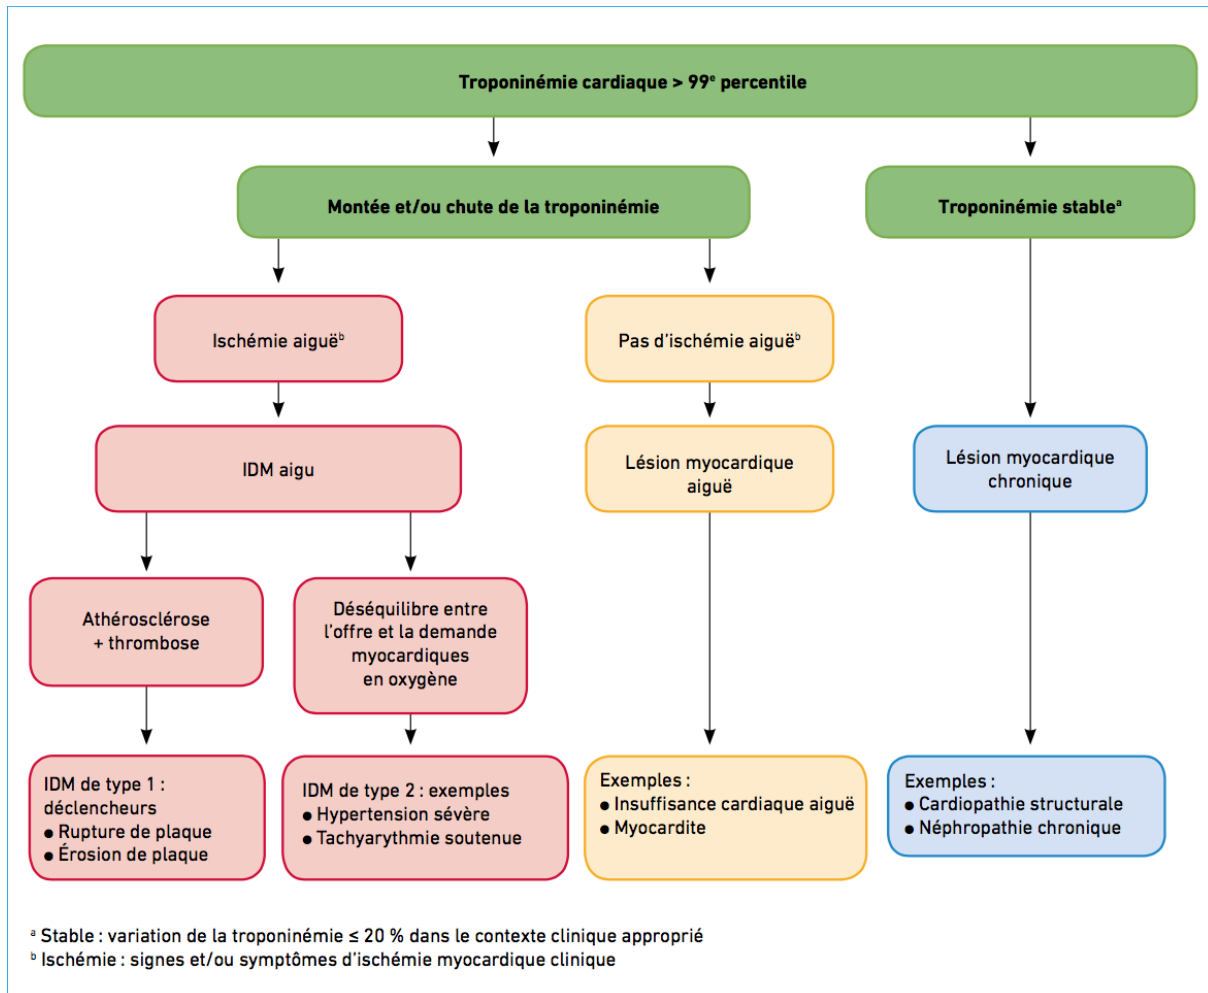 Troponinémie cardiaque > 99e percentile
Montée et/ou chute de la troponinémie
Troponinémie stableª
Ischémie aiguëᵇ
Pas d’ischémie aiguëᵇ
IDM aigu
Lésion myocardique
aiguë
Lésion myocardique
chronique
Athérosclérose
+ thrombose
Déséquilibre entre
l’offre et la demande
myocardiques
en oxygène
IDM de type 1 :
déclencheurs
● Rupture de plaque
● Érosion de plaque
IDM de type 2 : exemples
● Hypertension sévère
● Tachyarythmie soutenue
Exemples :
● Insuffisance cardiaque aiguë
● Myocardite
Exemples :
● Cardiopathie structurale
● Néphropathie chronique
ª Stable : variation de la troponinémie ≤ 20 % dans le contexte clinique approprié
ᵇ Ischémie : signes et/ou symptômes d’ischémie myocardique clinique